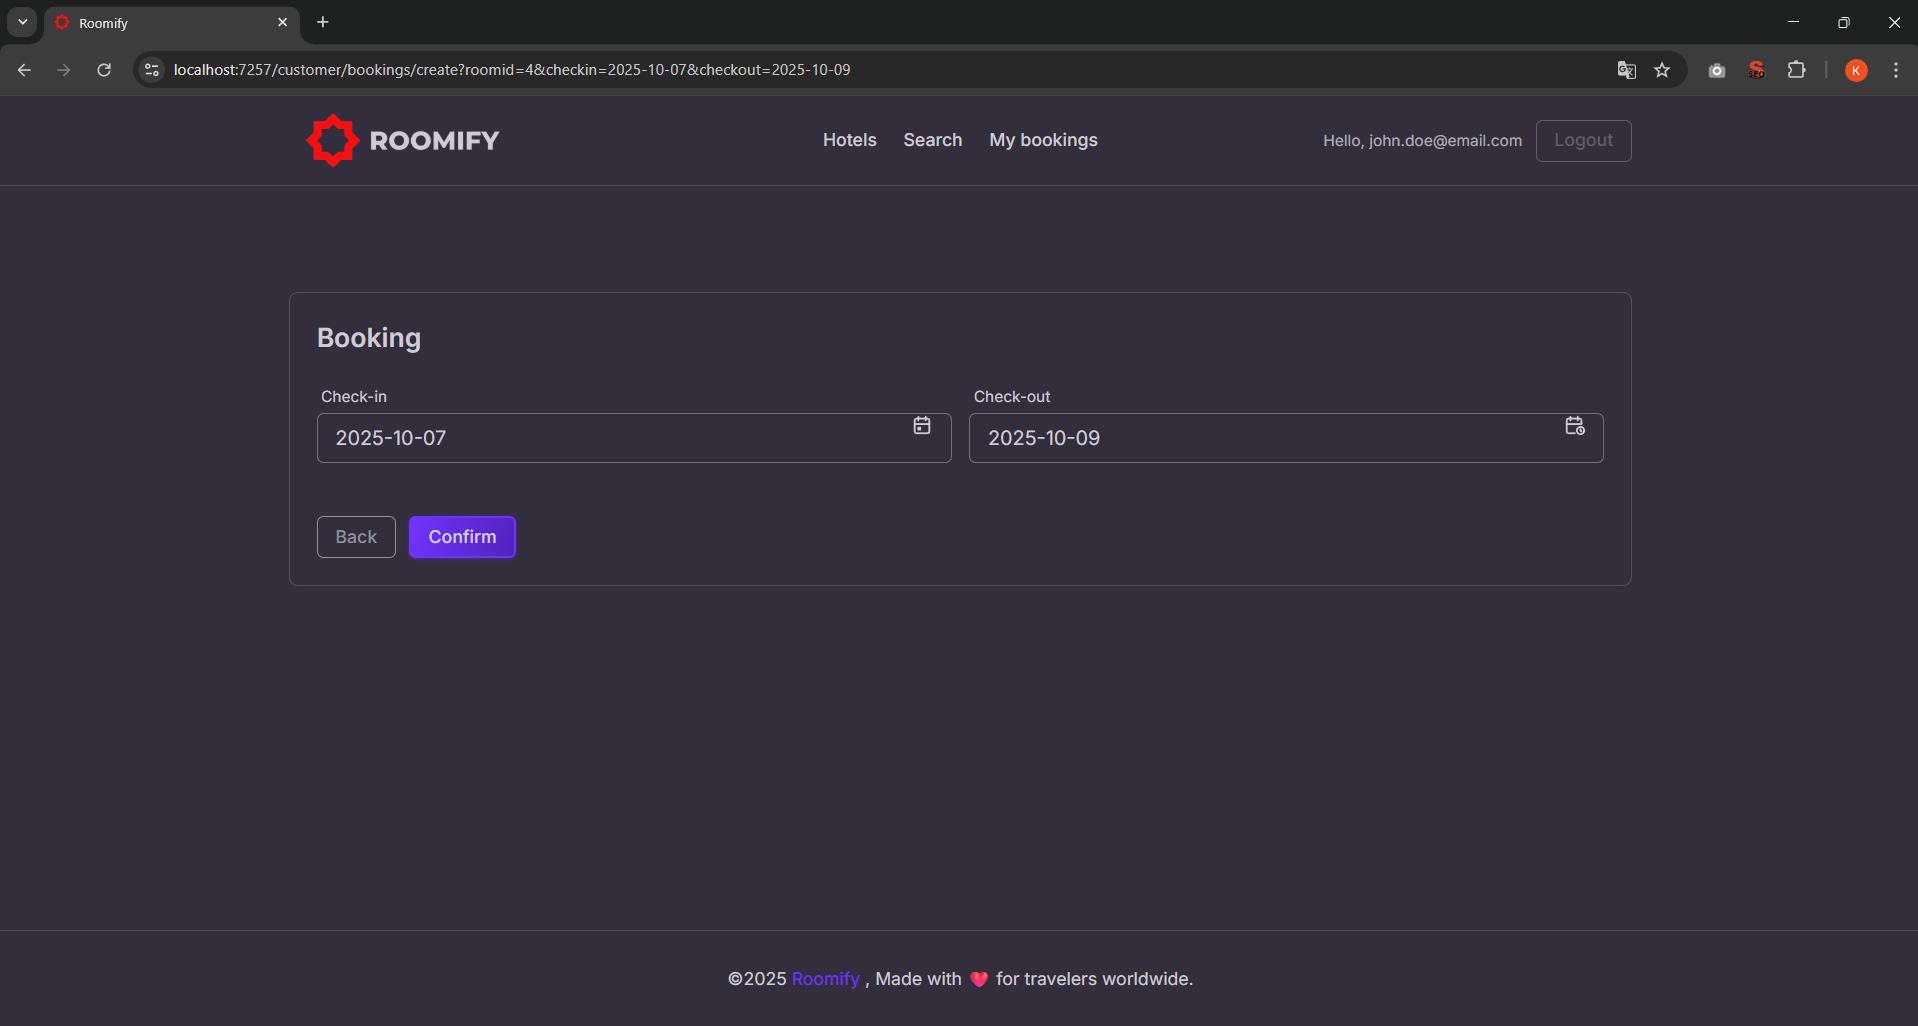 Roomify
localhost:7257/customer/bookings/create?roomid=4&checkin=2025-10-07&checkout=2025-10-09
K
ROOMIFY
Hotels Search My bookings
Hello, john.doe@email.com Logout
Booking
Check-in Check-out
2025-10-07 2025-10-09
Back Confirm
©2025 Roomify , Made with ❤ for travelers worldwide.